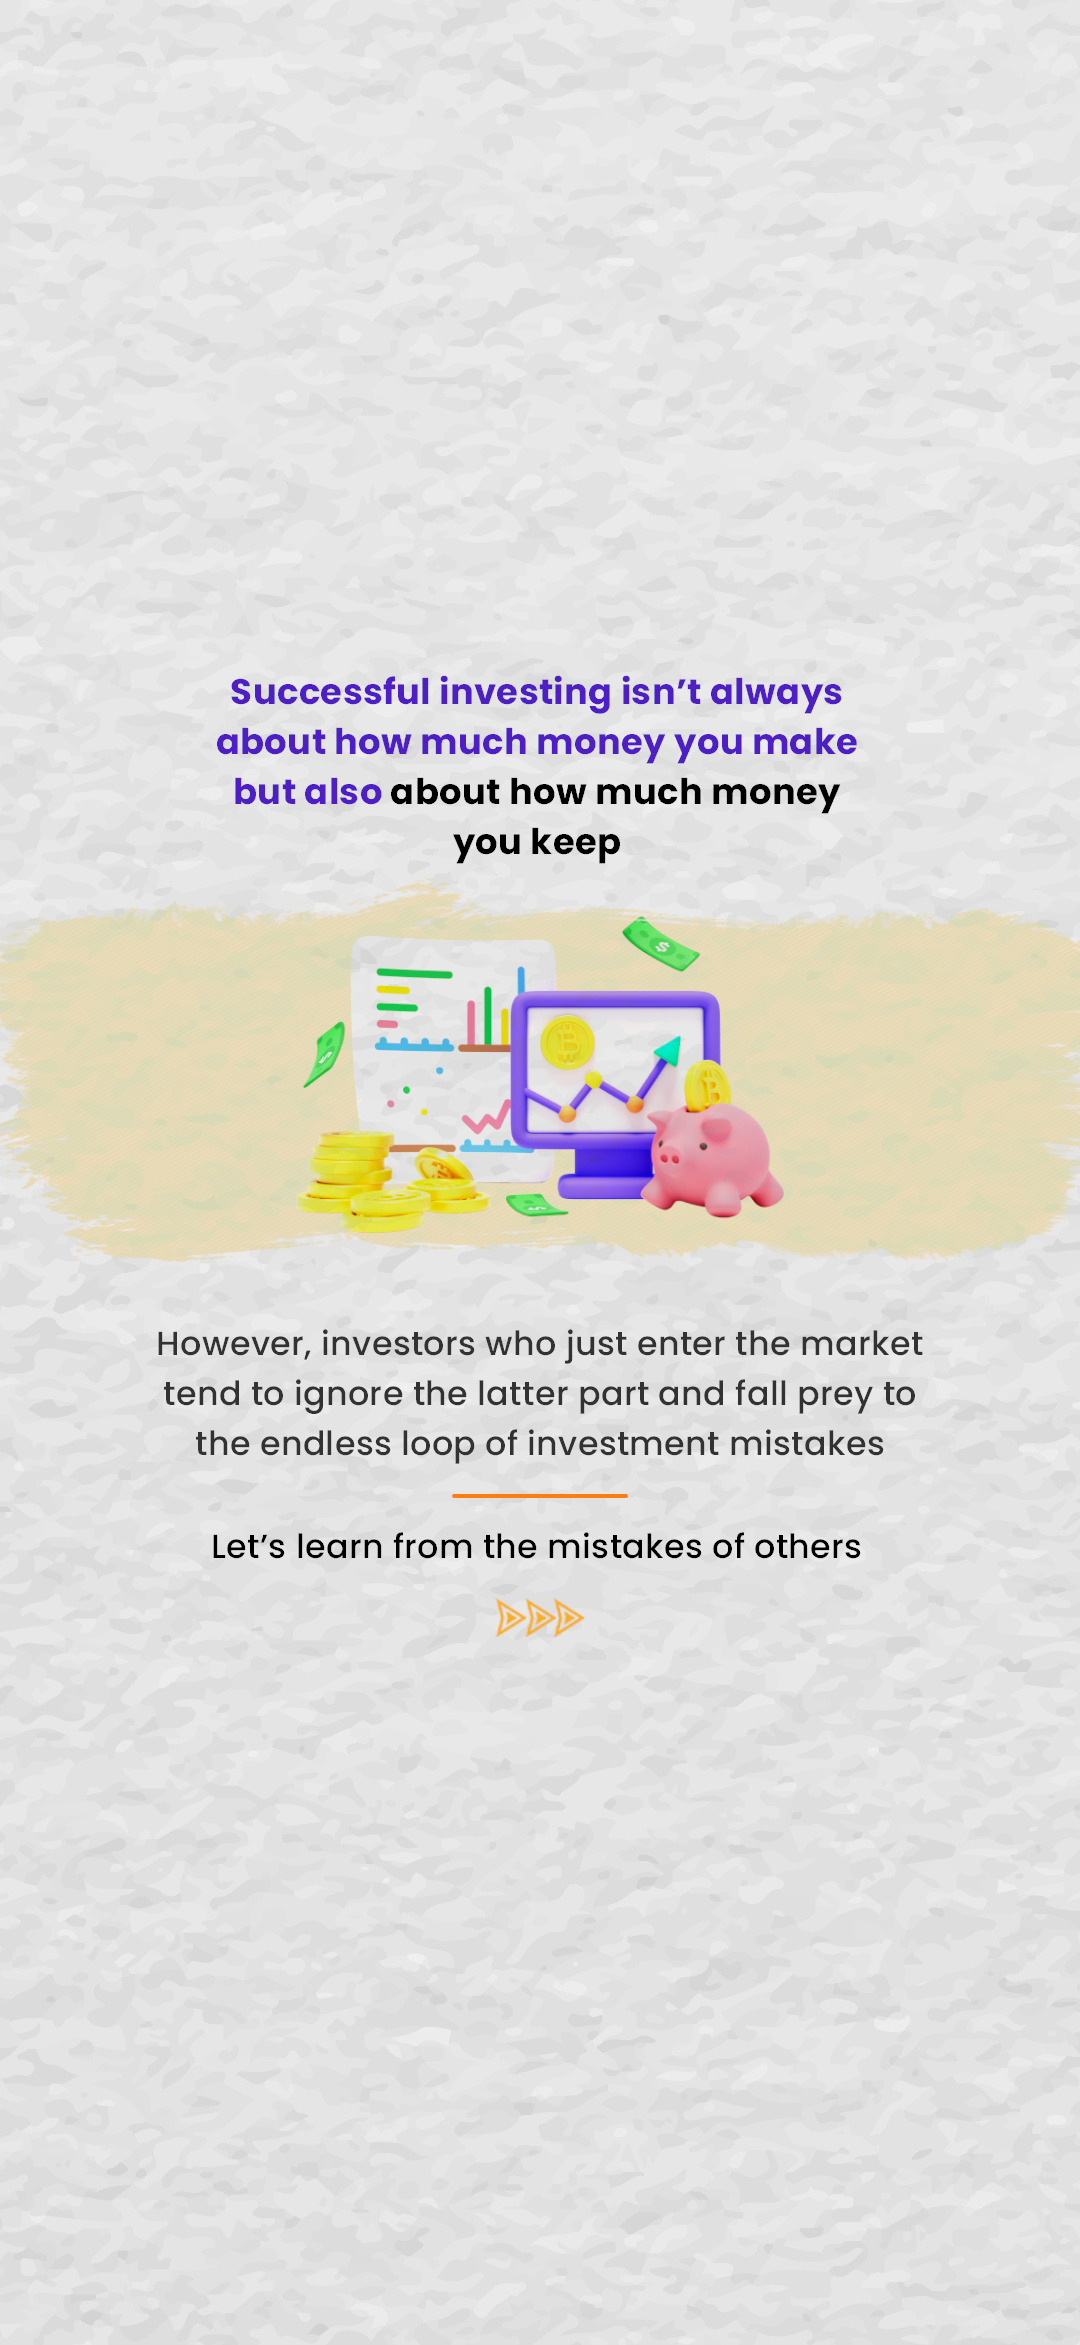 Successful investing isn’t always
about how much money you make
but also about how much money
you keep
However, investors who just enter the market
tend to ignore the latter part and fall prey to
the endless loop of investment mistakes
Let’s learn from the mistakes of others